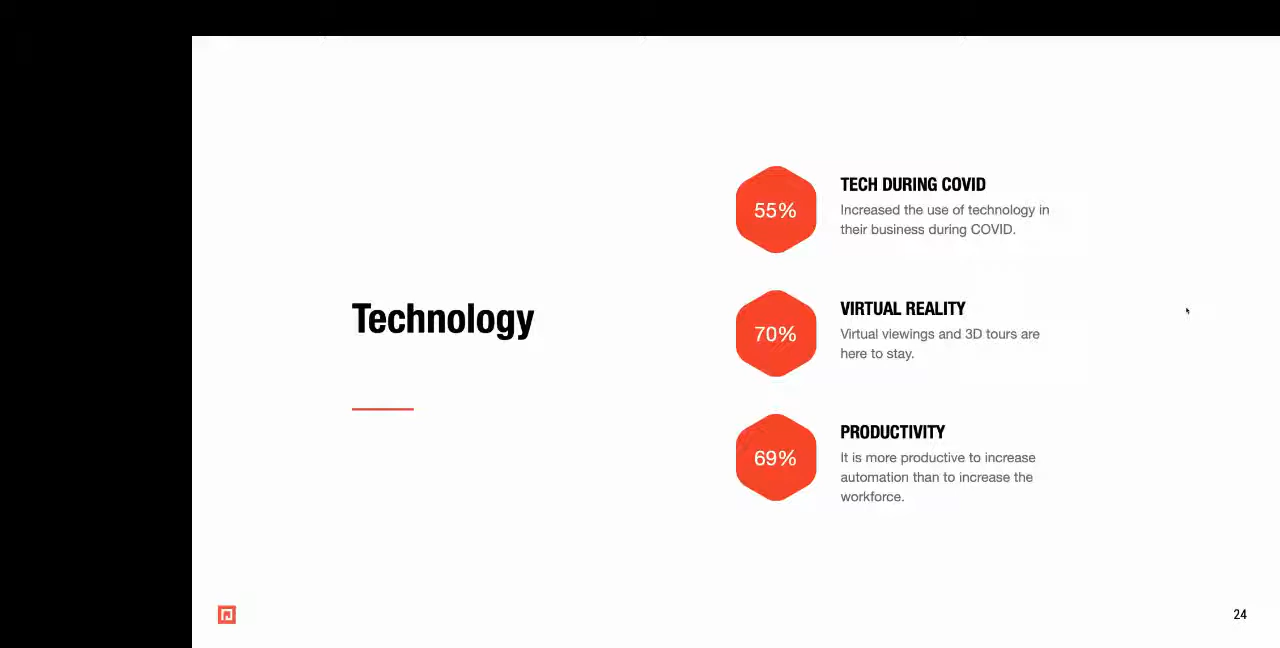 Technology
55%
TECH DURING COVID
Increased the use of technology in
their business during COVID.
70%
VIRTUAL REALITY
Virtual viewings and 3D tours are
here to stay.
69%
PRODUCTIVITY
It is more productive to increase
automation than to increase the
workforce.
24